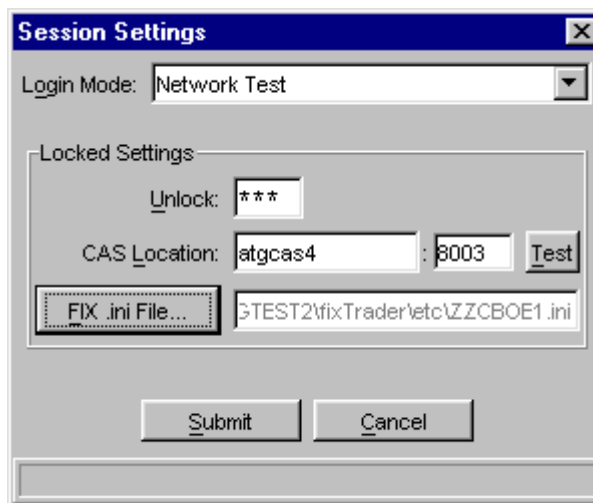 Session Settings
Login Mode: Network Test
Locked Settings
Unlock: ***
CAS Location: atgcas4 : 8003 Test
FIX .ini File... GTEST2\fixTrader\etc\ZZCBOE1.ini
Submit Cancel